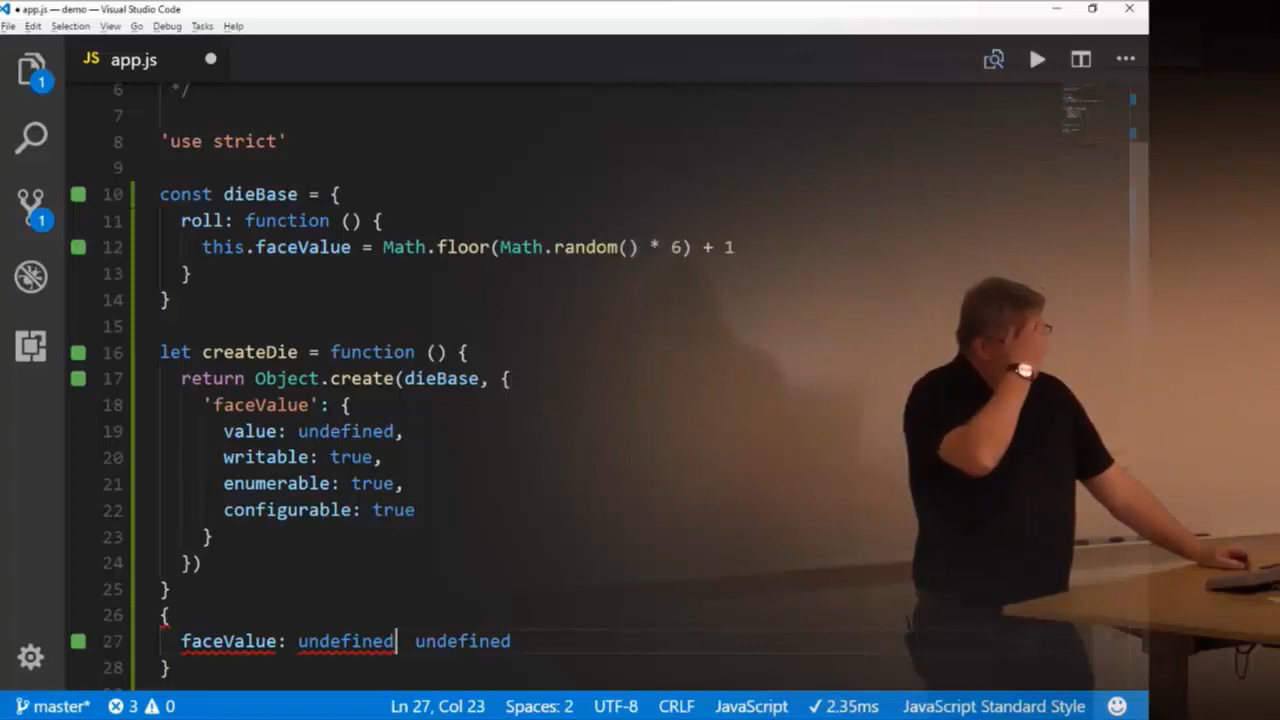 app.js — demo — Visual Studio Code
File Edit Selection View Go Debug Tasks Help
JS app.js
1
1
6 */
7
8 'use strict'
9
10 const dieBase = {
11 roll: function () {
12 this.faceValue = Math.floor(Math.random() * 6) + 1
13 }
14 }
15
16 let createDie = function () {
17 return Object.create(dieBase, {
18 'faceValue': {
19 value: undefined,
20 writable: true,
21 enumerable: true,
22 configurable: true
23 }
24 })
25 }
26 {
27 faceValue: undefined undefined
28 }
master* 3 0 Ln 27, Col 23 Spaces: 2 UTF-8 CRLF JavaScript ✓ 2.35ms JavaScript Standard Style